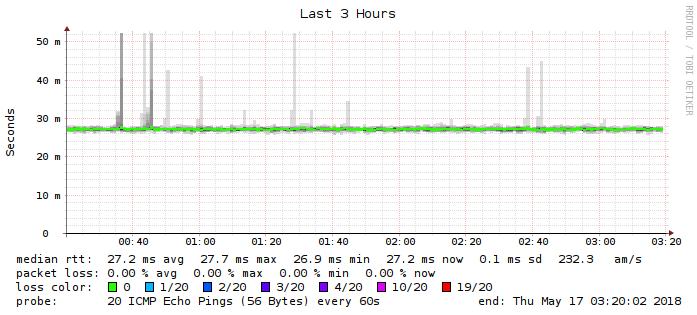 Last 3 Hours
RRDTOOL / TOBI OETIKER
Seconds
50 m
40 m
30 m
20 m
10 m
0
00:40 01:00 01:20 01:40 02:00 02:20 02:40 03:00 03:20
median rtt: 27.2 ms avg 27.7 ms max 26.9 ms min 27.2 ms now 0.1 ms sd 232.3 am/s
packet loss: 0.00 % avg 0.00 % max 0.00 % min 0.00 % now
loss color: 0 1/20 2/20 3/20 4/20 10/20 19/20
probe: 20 ICMP Echo Pings (56 Bytes) every 60s end: Thu May 17 03:20:02 2018